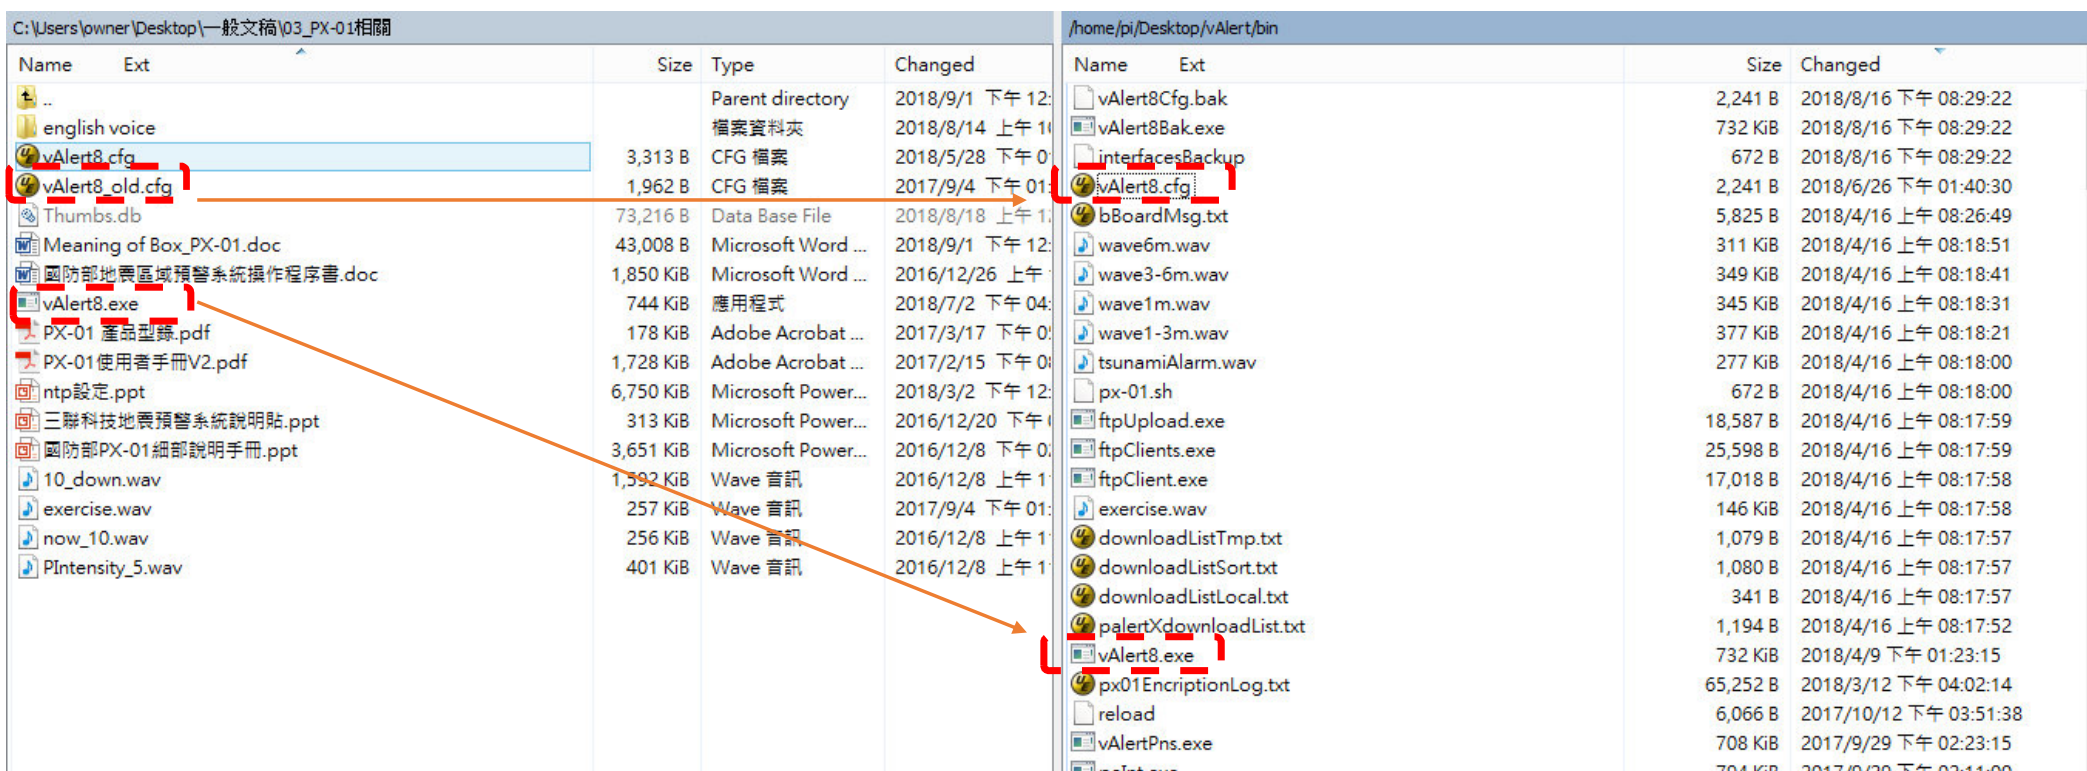 C:\Users\owner\Desktop\一般文稿\03_PX-01相關
Name Ext Size Type Changed
.. Parent directory 2018/9/1 下午 12:
english voice 檔案資料夾 2018/8/14 上午 10
vAlert8.cfg 3,313 B CFG 檔案 2018/5/28 下午 0
vAlert8_old.cfg 1,962 B CFG 檔案 2017/9/4 下午 01:
Thumbs.db 73,216 B Data Base File 2018/8/18 上午 1
Meaning of Box_PX-01.doc 43,008 B Microsoft Word ... 2018/9/1 下午 12:
國防部地震區域預警系統操作程序書.doc 1,850 KiB Microsoft Word ... 2016/12/26 上午
vAlert8.exe 744 KiB 應用程式 2018/7/2 下午 04:
PX-01 產品型錄.pdf 178 KiB Adobe Acrobat ... 2017/3/17 下午 0
PX-01使用者手冊V2.pdf 1,728 KiB Adobe Acrobat ... 2017/2/15 下午 0
ntp設定.ppt 6,750 KiB Microsoft Power... 2018/3/2 下午 12:
三聯科技地震預警系統說明貼.ppt 313 KiB Microsoft Power... 2016/12/20 下午
國防部PX-01細部說明手冊.ppt 3,651 KiB Microsoft Power... 2016/12/8 下午 0
10_down.wav 1,592 KiB Wave 音訊 2016/12/8 上午 1
exercise.wav 257 KiB Wave 音訊 2017/9/4 下午 01:
now_10.wav 256 KiB Wave 音訊 2016/12/8 上午 1
PIntensity_5.wav 401 KiB Wave 音訊 2016/12/8 上午 1
/home/pi/Desktop/vAlert/bin
Name Ext Size Changed
vAlert8Cfg.bak 2,241 B 2018/8/16 下午 08:29:22
vAlert8Bak.exe 732 KiB 2018/8/16 下午 08:29:22
interfacesBackup 672 B 2018/8/16 下午 08:29:22
vAlert8.cfg 2,241 B 2018/6/26 下午 01:40:30
bBoardMsg.txt 5,825 B 2018/4/16 上午 08:26:49
wave6m.wav 311 KiB 2018/4/16 上午 08:18:51
wave3-6m.wav 349 KiB 2018/4/16 上午 08:18:41
wave1m.wav 345 KiB 2018/4/16 上午 08:18:31
wave1-3m.wav 377 KiB 2018/4/16 上午 08:18:21
tsunamiAlarm.wav 277 KiB 2018/4/16 上午 08:18:00
px-01.sh 672 B 2018/4/16 上午 08:18:00
ftpUpload.exe 18,587 B 2018/4/16 上午 08:17:59
ftpClients.exe 25,598 B 2018/4/16 上午 08:17:59
ftpClient.exe 17,018 B 2018/4/16 上午 08:17:58
exercise.wav 146 KiB 2018/4/16 上午 08:17:58
downloadListTmp.txt 1,079 B 2018/4/16 上午 08:17:57
downloadListSort.txt 1,080 B 2018/4/16 上午 08:17:57
downloadListLocal.txt 341 B 2018/4/16 上午 08:17:57
palertXdownloadList.txt 1,194 B 2018/4/16 上午 08:17:52
vAlert8.exe 732 KiB 2018/4/9 下午 01:23:15
px01EncriptionLog.txt 65,252 B 2018/3/12 下午 04:02:14
reload 6,066 B 2017/10/12 下午 03:51:38
vAlertPns.exe 708 KiB 2017/9/29 下午 02:23:15